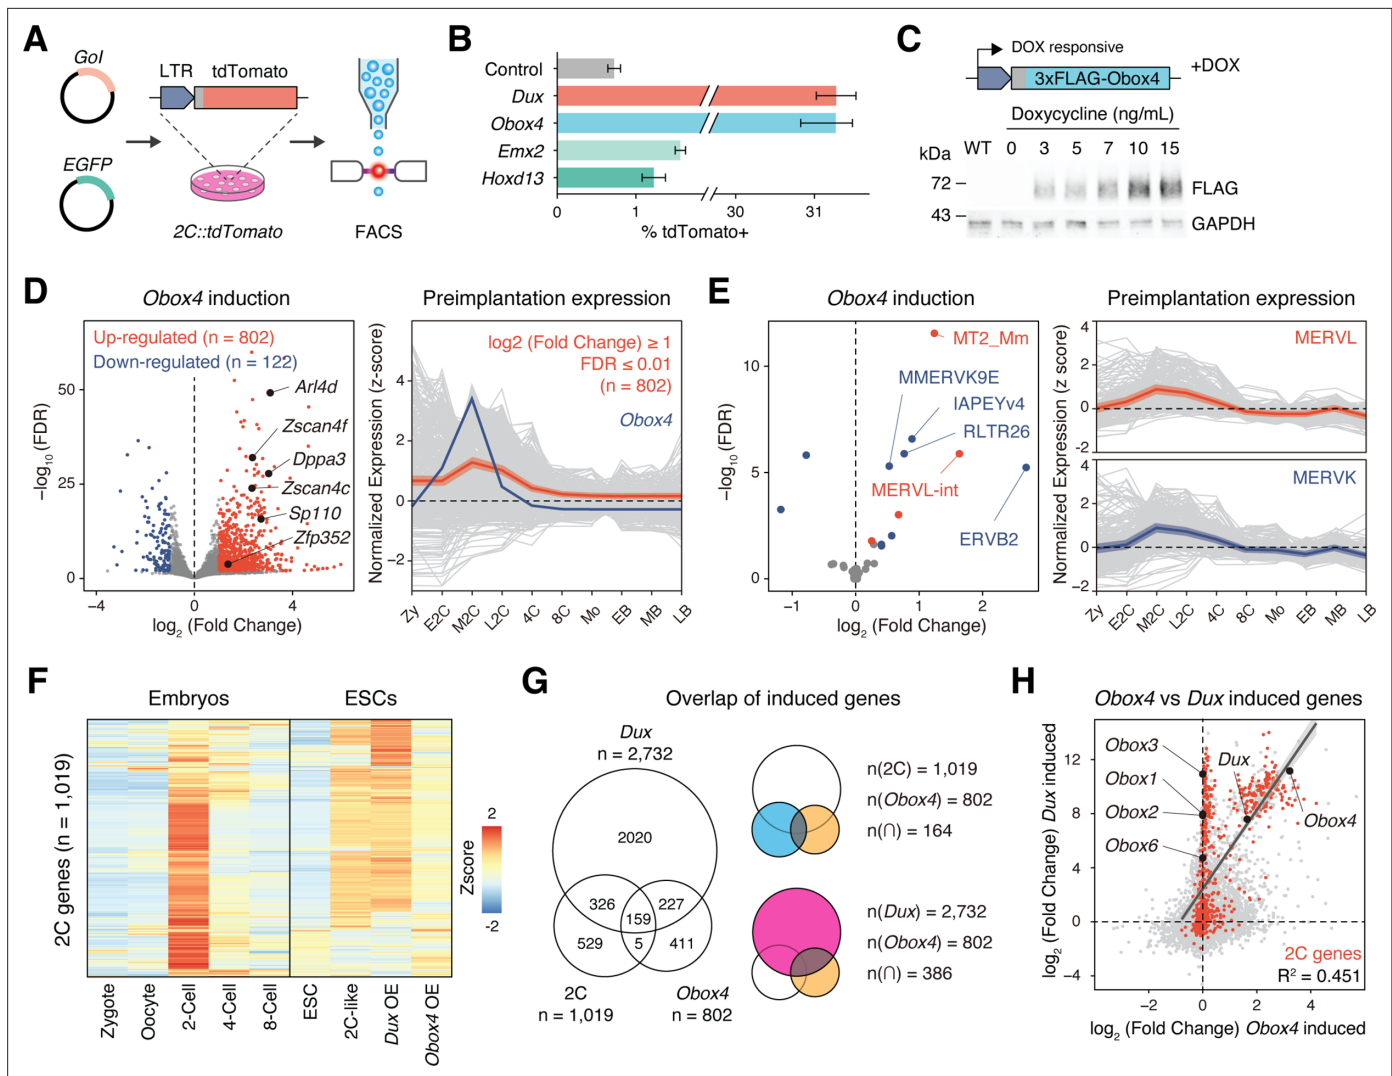 A
GoI
EGFP
LTR tdTomato
2C::tdTomato
FACS
B
Control
Dux
Obox4
Emx2
Hoxd13
0 1 30 31
% tdTomato+
C
DOX responsive
3xFLAG-Obox4
+DOX
Doxycycline (ng/mL)
kDa WT 0 3 5 7 10 15
72
FLAG
43
GAPDH
D
Obox4 induction
Up-regulated (n = 802)
Down-regulated (n = 122)
Arl4d
Zscan4f
Dppa3
Zscan4c
Sp110
Zfp352
−log10 (FDR)
50
25
0
−4 0 4
log2 (Fold Change)
Preimplantation expression
log2 (Fold Change) ≥ 1
FDR ≤ 0.01
(n = 802)
Obox4
Normalized Expression (z-score)
4
2
0
−2
Zy E2C M2C L2C 4C 8C Mo EB MB LB
E
Obox4 induction
MT2_Mm
MMERVK9E
IAPEYv4
RLTR26
MERVL-int
ERVB2
−log10 (FDR)
10
5
0
−1 0 1 2
log2 (Fold Change)
Preimplantation expression
MERVL
4
2
0
−2
MERVK
4
2
0
−2
Normalized Expression (z score)
Zy E2C M2C L2C 4C 8C Mo EB MB LB
F
Embryos ESCs
2C genes (n = 1,019)
Zygote Oocyte 2-Cell 4-Cell 8-Cell ESC 2C-like Dux OE Obox4 OE
2
Zscore
-2
G
Overlap of induced genes
Dux
n = 2,732
2020
326 227
159
529 5 411
2C
n = 1,019
Obox4
n = 802
n(2C) = 1,019
n(Obox4) = 802
n(∩) = 164
n(Dux) = 2,732
n(Obox4) = 802
n(∩) = 386
H
Obox4 vs Dux induced genes
Obox3
Obox1
Obox2
Obox6
Dux
Obox4
2C genes
R² = 0.451
log2 (Fold Change) Dux induced
12
8
4
0
−4
−2 0 2 4
log2 (Fold Change) Obox4 induced